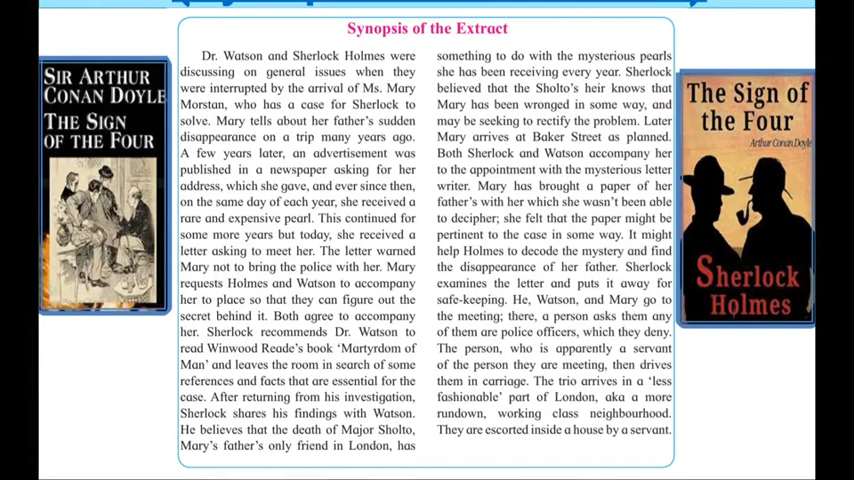 Synopsis of the Extract
Dr. Watson and Sherlock Holmes were
discussing on general issues when they
were interrupted by the arrival of Ms. Mary
Morstan, who has a case for Sherlock to
solve. Mary tells about her father's sudden
disappearance on a trip many years ago.
A few years later, an advertisement was
published in a newspaper asking for her
address, which she gave, and ever since then,
on the same day of each year, she received a
rare and expensive pearl. This continued for
some more years but today, she received a
letter asking to meet her. The letter warned
Mary not to bring the police with her. Mary
requests Holmes and Watson to accompany
her to place so that they can figure out the
secret behind it. Both agree to accompany
her. Sherlock recommends Dr. Watson to
read Winwood Reade's book ‘Martyrdom of
Man’ and leaves the room in search of some
references and facts that are essential for the
case. After returning from his investigation,
Sherlock shares his findings with Watson.
He believes that the death of Major Sholto,
Mary's father's only friend in London, has
something to do with the mysterious pearls
she has been receiving every year. Sherlock
believed that the Sholto's heir knows that
Mary has been wronged in some way, and
may be seeking to rectify the problem. Later
Mary arrives at Baker Street as planned.
Both Sherlock and Watson accompany her
to the appointment with the mysterious letter
writer. Mary has brought a paper of her
father's with her which she wasn't been able
to decipher; she felt that the paper might be
pertinent to the case in some way. It might
help Holmes to decode the mystery and find
the disappearance of her father. Sherlock
examines the letter and puts it away for
safe-keeping. He, Watson, and Mary go to
the meeting; there, a person asks them any
of them are police officers, which they deny.
The person, who is apparently a servant
of the person they are meeting, then drives
them in carriage. The trio arrives in a ‘less
fashionable’ part of London, aka a more
rundown, working class neighbourhood.
They are escorted inside a house by a servant.
SIR ARTHUR
CONAN DOYLE
THE SIGN
OF THE FOUR
The Sign of
the Four
Arthur Conan Doyle
Sherlock
Holmes